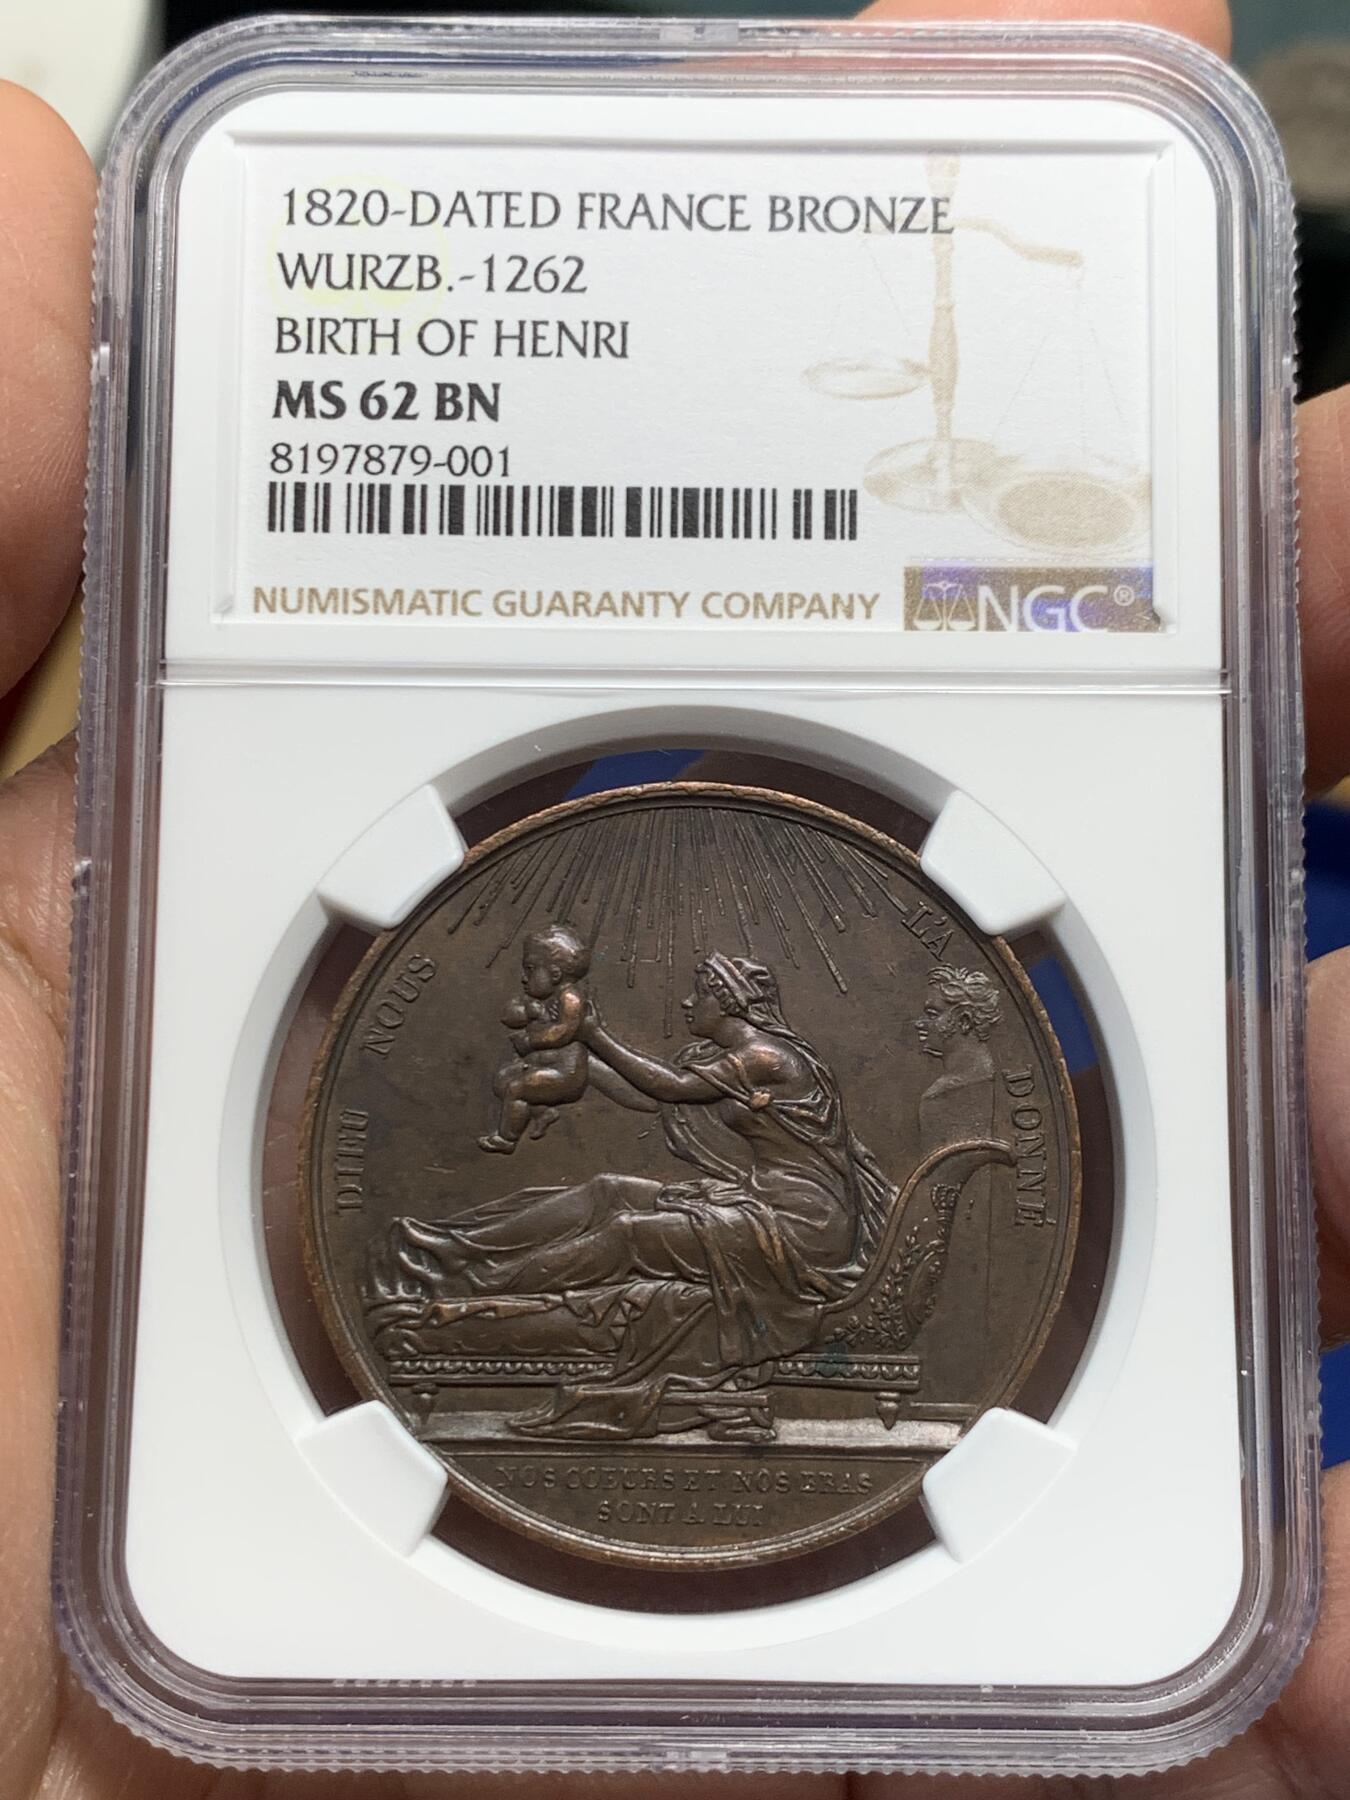 1820-DATED FRANCE BRONZE
WURZB.-1262
BIRTH OF HENRI
MS 62 BN
8197879-001
NUMISMATIC GUARANTY COMPANY
NGC®
DIEU NOUS L'A DONNÉ
NOS COEURS ET NOS BRAS
SONT A LUI